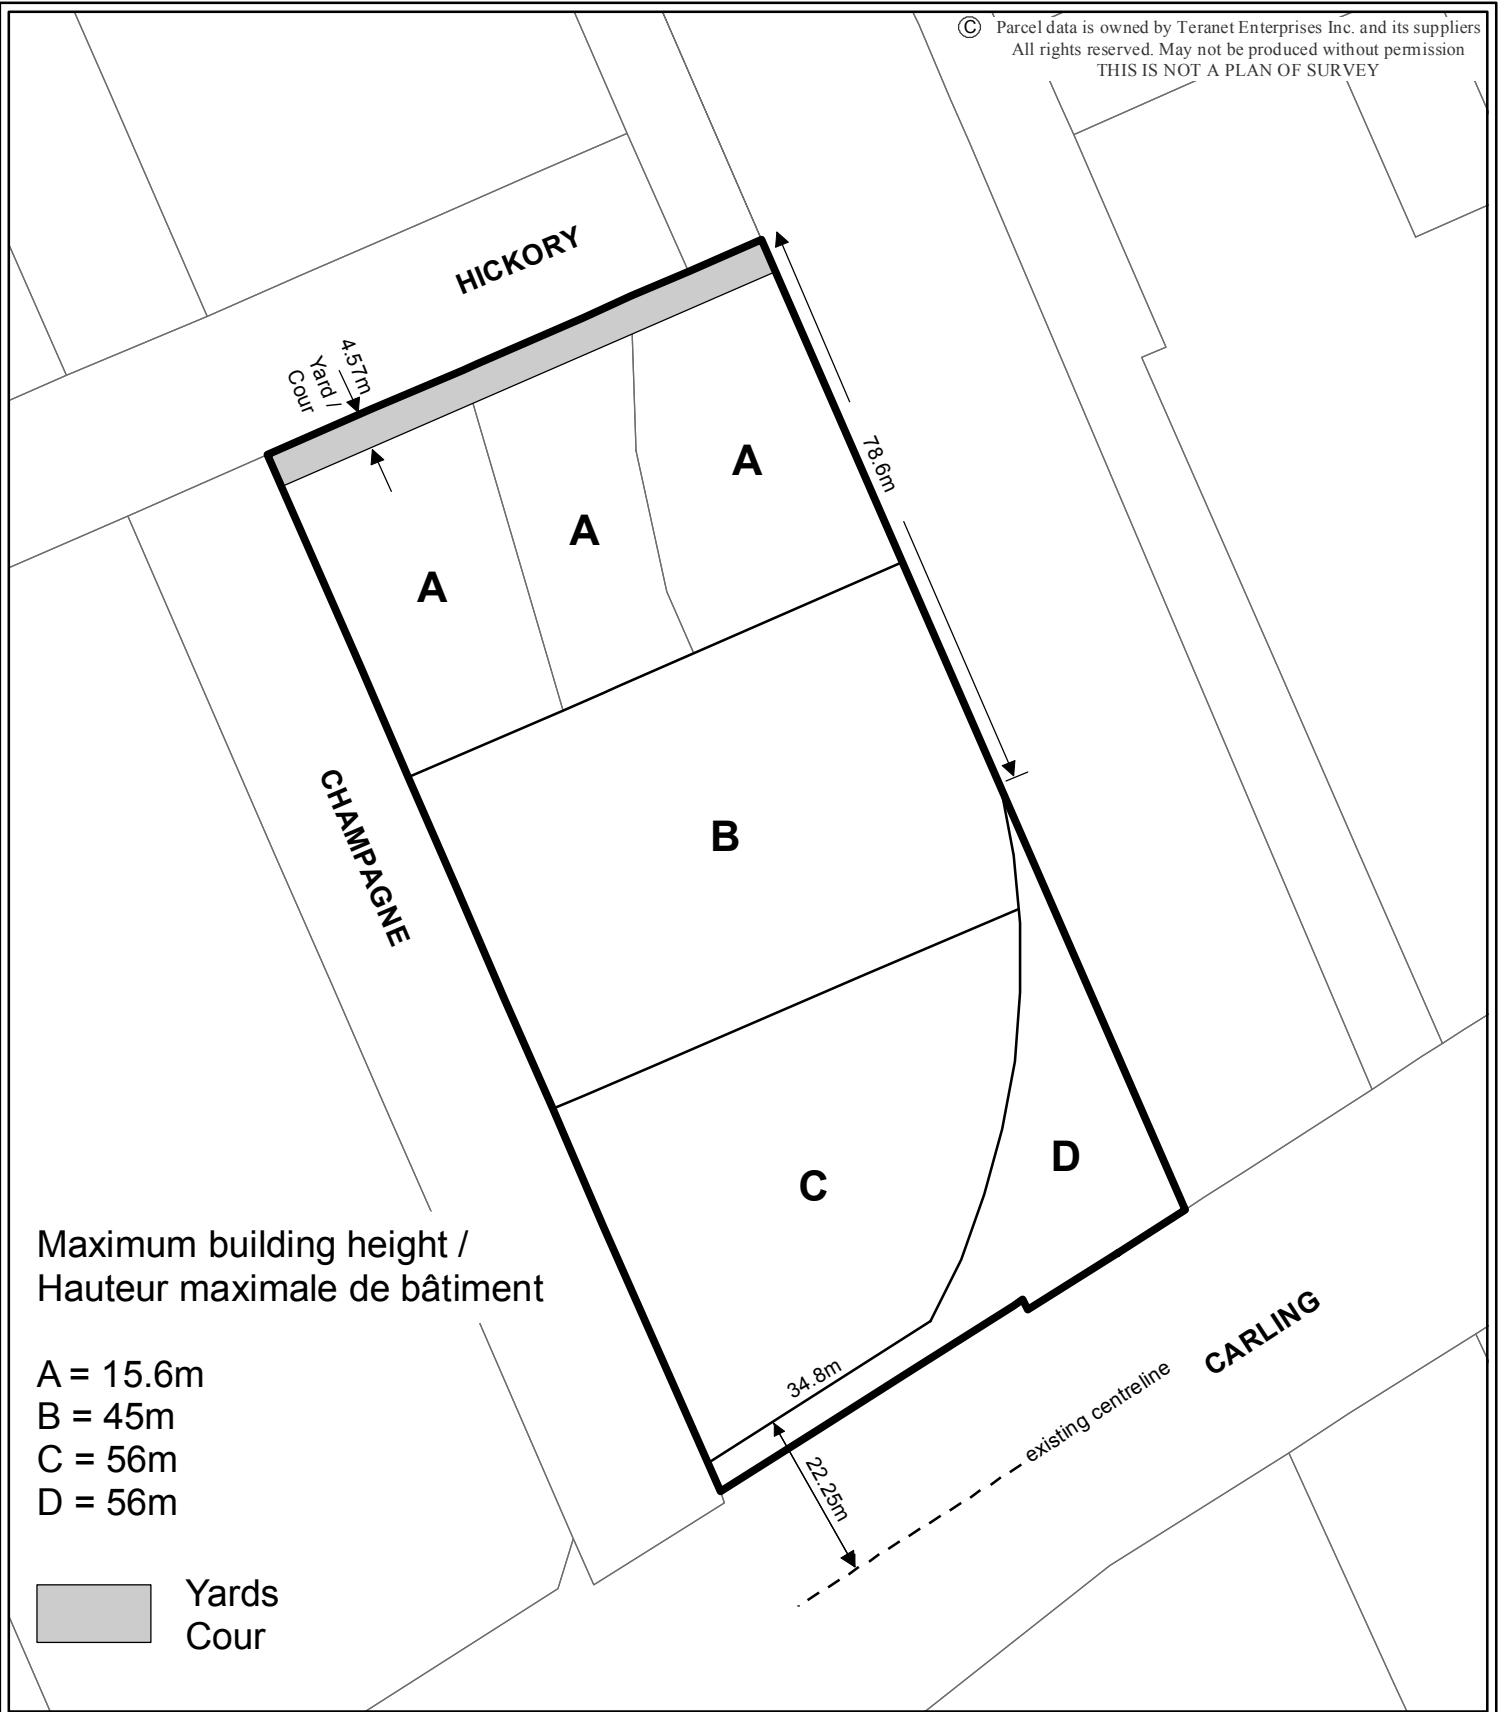 © Parcel data is owned by Teranet Enterprises Inc. and its suppliers
All rights reserved. May not be produced without permission
THIS IS NOT A PLAN OF SURVEY
HICKORY
4.57m
Yard /
Cour
78.6m
A
A
A
CHAMPAGNE
B
C
D
34.8m
22.25m
existing centreline
CARLING
Maximum building height /
Hauteur maximale de bâtiment
A = 15.6m
B = 45m
C = 56m
D = 56m
Yards
Cour